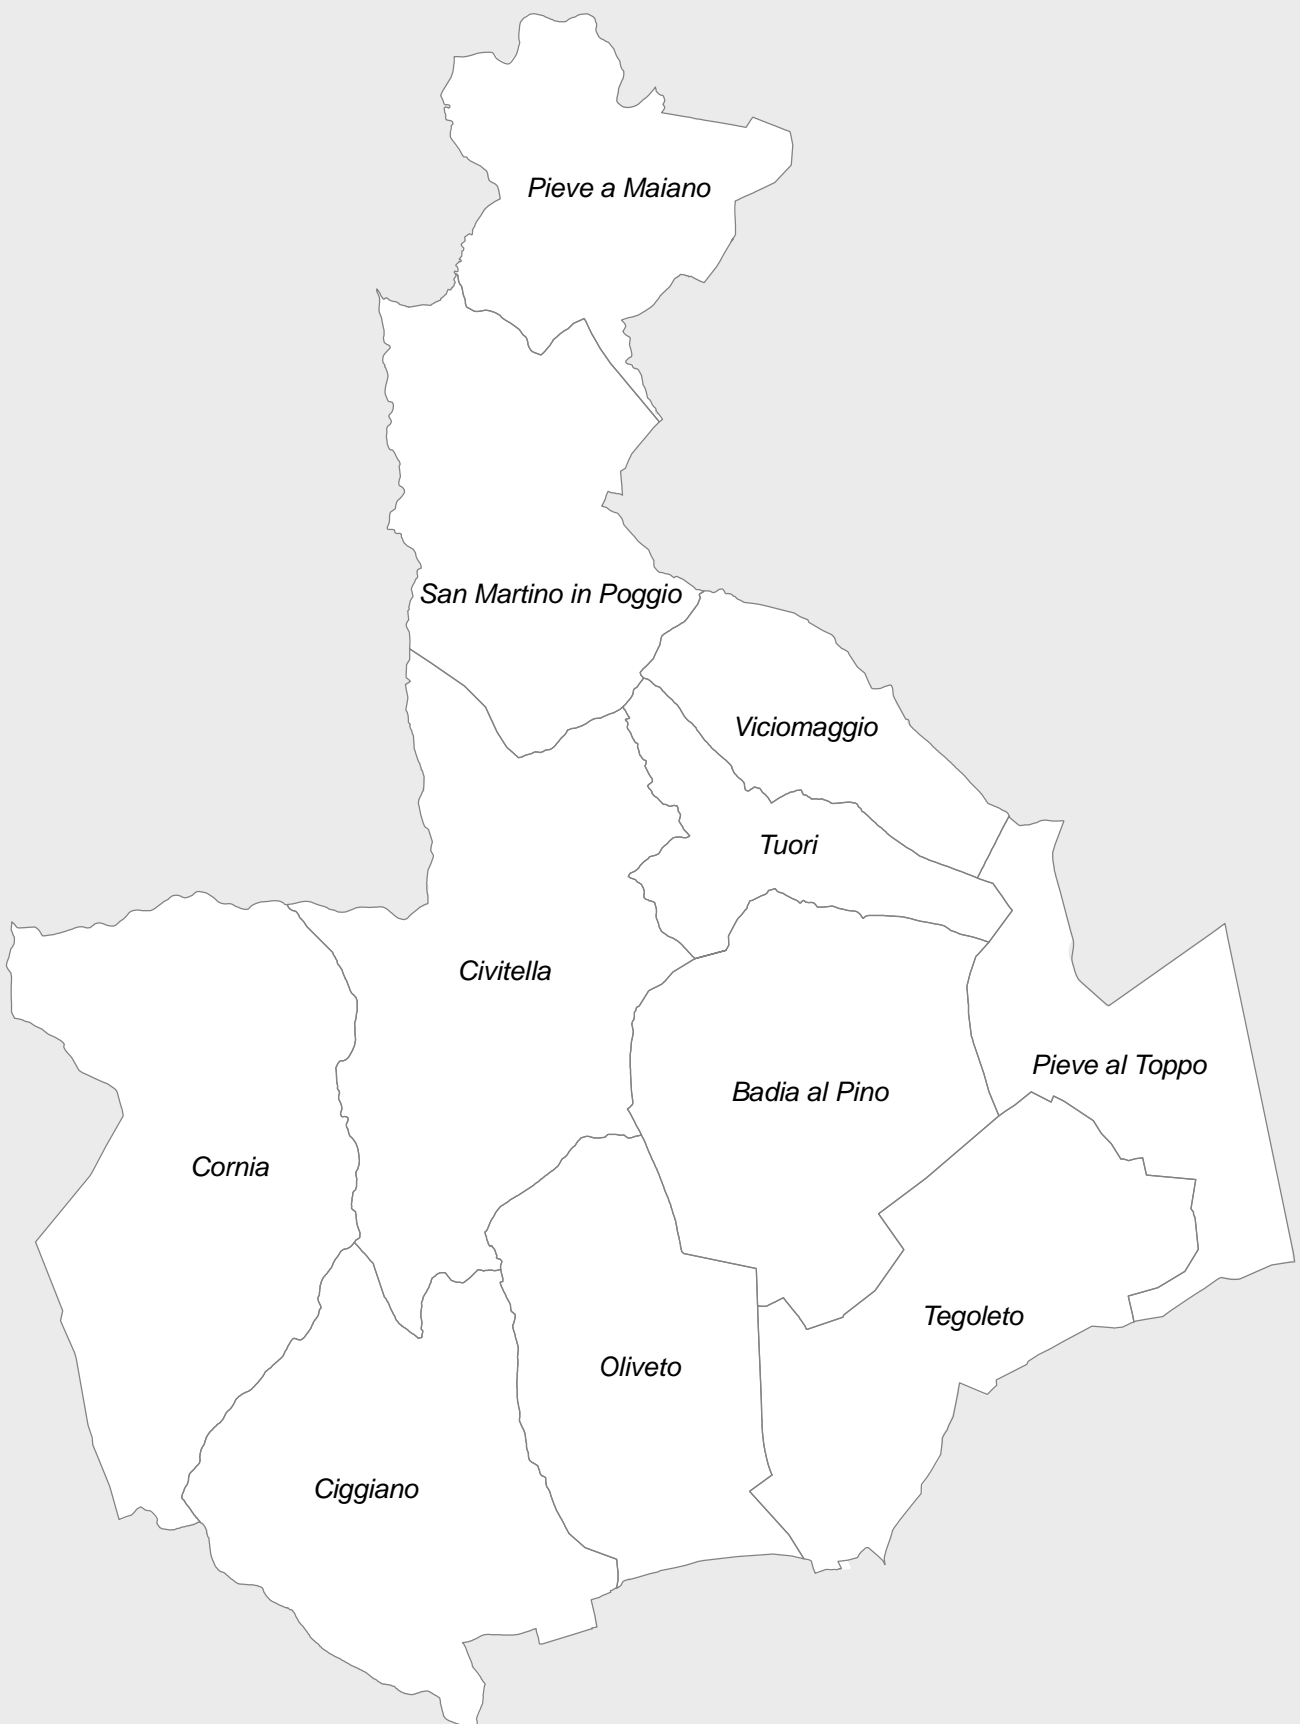 Pieve a Maiano
San Martino in Poggio
Viciomaggio
Tuori
Civitella
Pieve al Toppo
Badia al Pino
Cornia
Tegoleto
Oliveto
Ciggiano